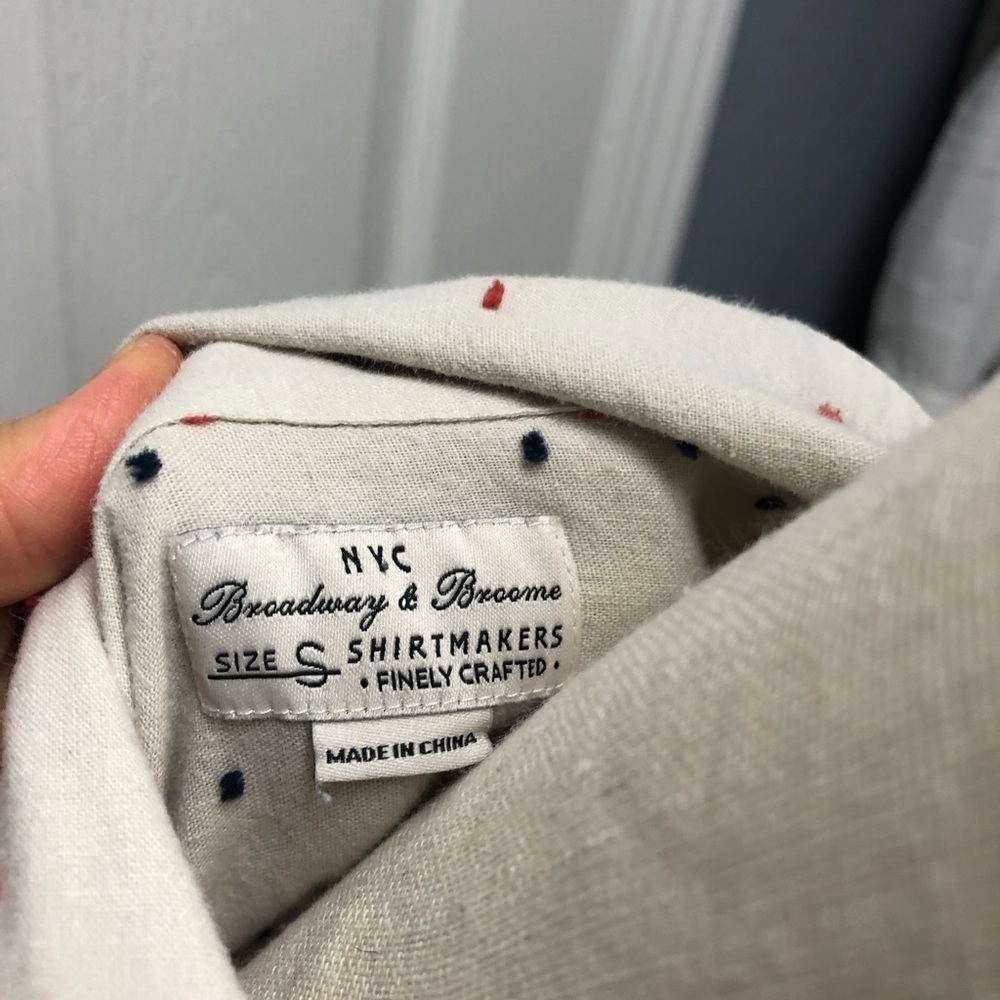 NYC
Broadway & Broome
SIZE S SHIRTMAKERS
• FINELY CRAFTED •
MADE IN CHINA